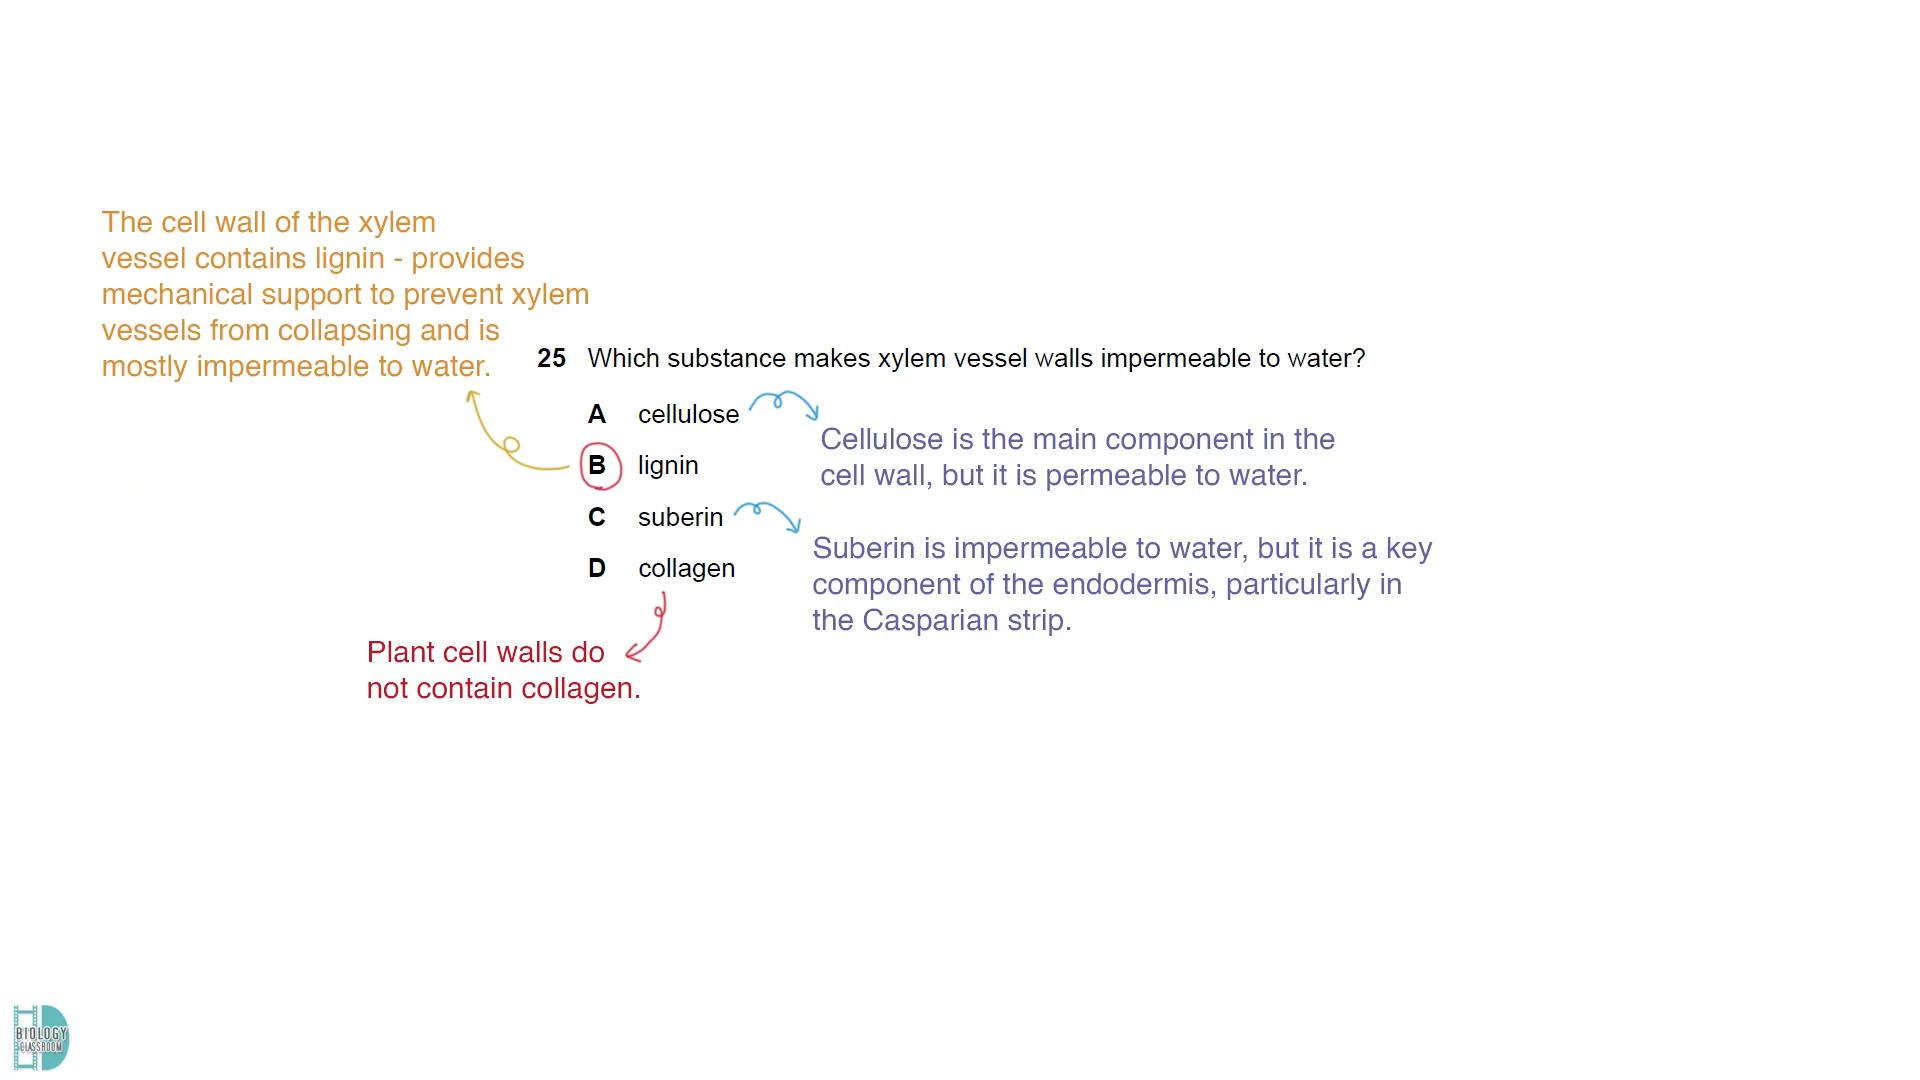 The cell wall of the xylem
vessel contains lignin - provides
mechanical support to prevent xylem
vessels from collapsing and is
mostly impermeable to water.
25 Which substance makes xylem vessel walls impermeable to water?
A cellulose
Cellulose is the main component in the
cell wall, but it is permeable to water.
B lignin
C suberin
Suberin is impermeable to water, but it is a key
component of the endodermis, particularly in
the Casparian strip.
D collagen
Plant cell walls do
not contain collagen.
BIOLOGY
CLASSROOM